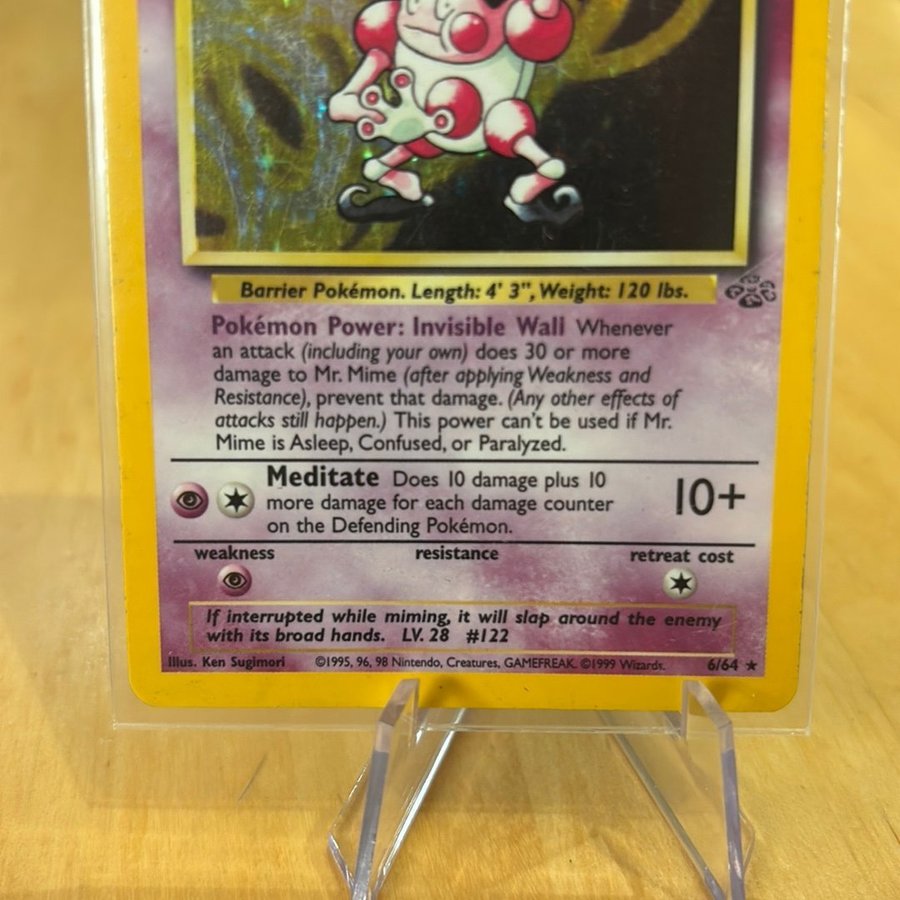 Barrier Pokémon. Length: 4' 3", Weight: 120 lbs.
Pokémon Power: Invisible Wall Whenever
an attack (including your own) does 30 or more
damage to Mr. Mime (after applying Weakness and
Resistance), prevent that damage. (Any other effects of
attacks still happen.) This power can't be used if Mr.
Mime is Asleep, Confused, or Paralyzed.
Meditate Does 10 damage plus 10
more damage for each damage counter
on the Defending Pokémon.
10+
weakness resistance retreat cost
If interrupted while miming, it will slap around the enemy
with its broad hands. LV. 28 #122
Illus. Ken Sugimori ©1995, 96, 98 Nintendo, Creatures, GAMEFREAK. ©1999 Wizards. 6/64 ★